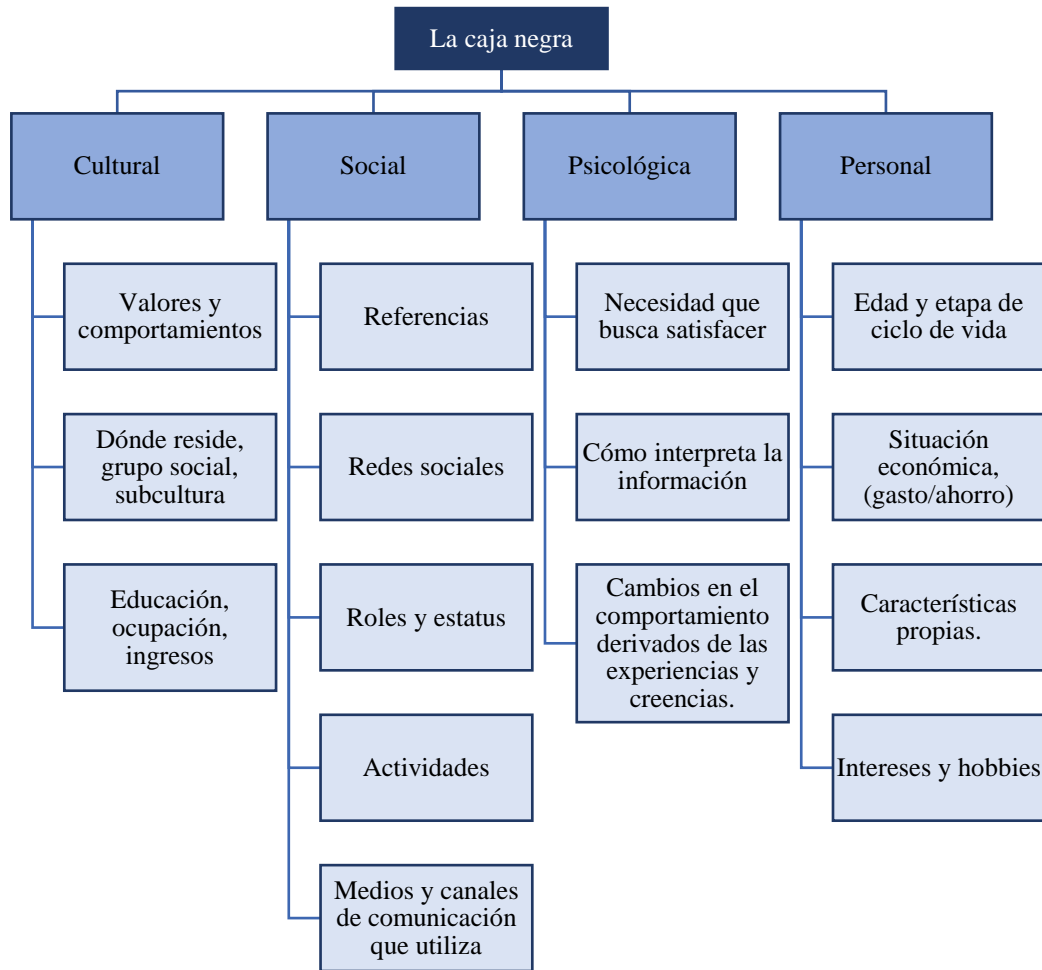 La caja negra
Cultural
Social
Psicológica
Personal
Valores y
comportamientos
Dónde reside,
grupo social,
subcultura
Educación,
ocupación,
ingresos
Referencias
Redes sociales
Roles y estatus
Actividades
Medios y canales
de comunicación
que utiliza
Necesidad que
busca satisfacer
Cómo interpreta la
información
Cambios en el
comportamiento
derivados de las
experiencias y
creencias.
Edad y etapa de
ciclo de vida
Situación
económica,
(gasto/ahorro)
Características
propias.
Intereses y hobbies